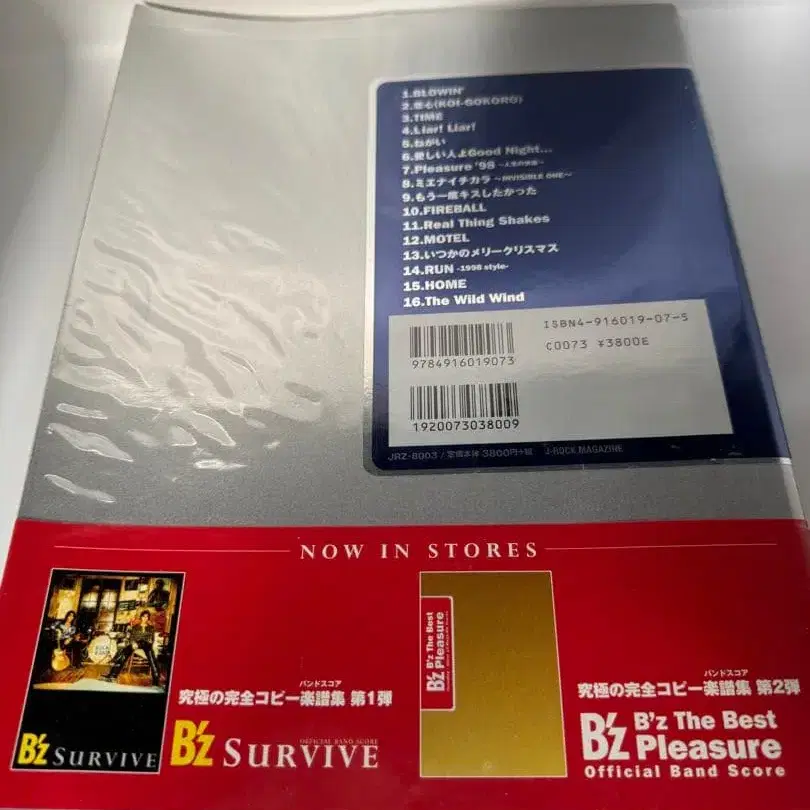 1.BLOWIN'
2.恋心(KOI-GOKORO)
3.TIME
4.Liar! Liar!
5.ねがい
6.愛しい人よGood Night...
7.Pleasure '98 ~人生の快楽~
8.ミエナイチカラ ~INVISIBLE ONE~
9.もう一度キスしたかった
10.FIREBALL
11.Real Thing Shakes
12.MOTEL
13.いつかのメリークリスマス
14.RUN -1998 style-
15.HOME
16.The Wild Wind
ISBN4-916019-07-5
C0073 ¥3800E
9784916019073
1920073038009
JRZ-8003 / 定価本体 3800円+税 J-ROCK MAGAZINE
NOW IN STORES
B'z SURVIVE
バンドスコア
究極の完全コピー楽譜集 第1弾
OFFICIAL BAND SCORE
B'z SURVIVE
B'z B'z The Best
Pleasure
バンドスコア
究極の完全コピー楽譜集 第2弾
B'z B'z The Best
Pleasure
Official Band Score